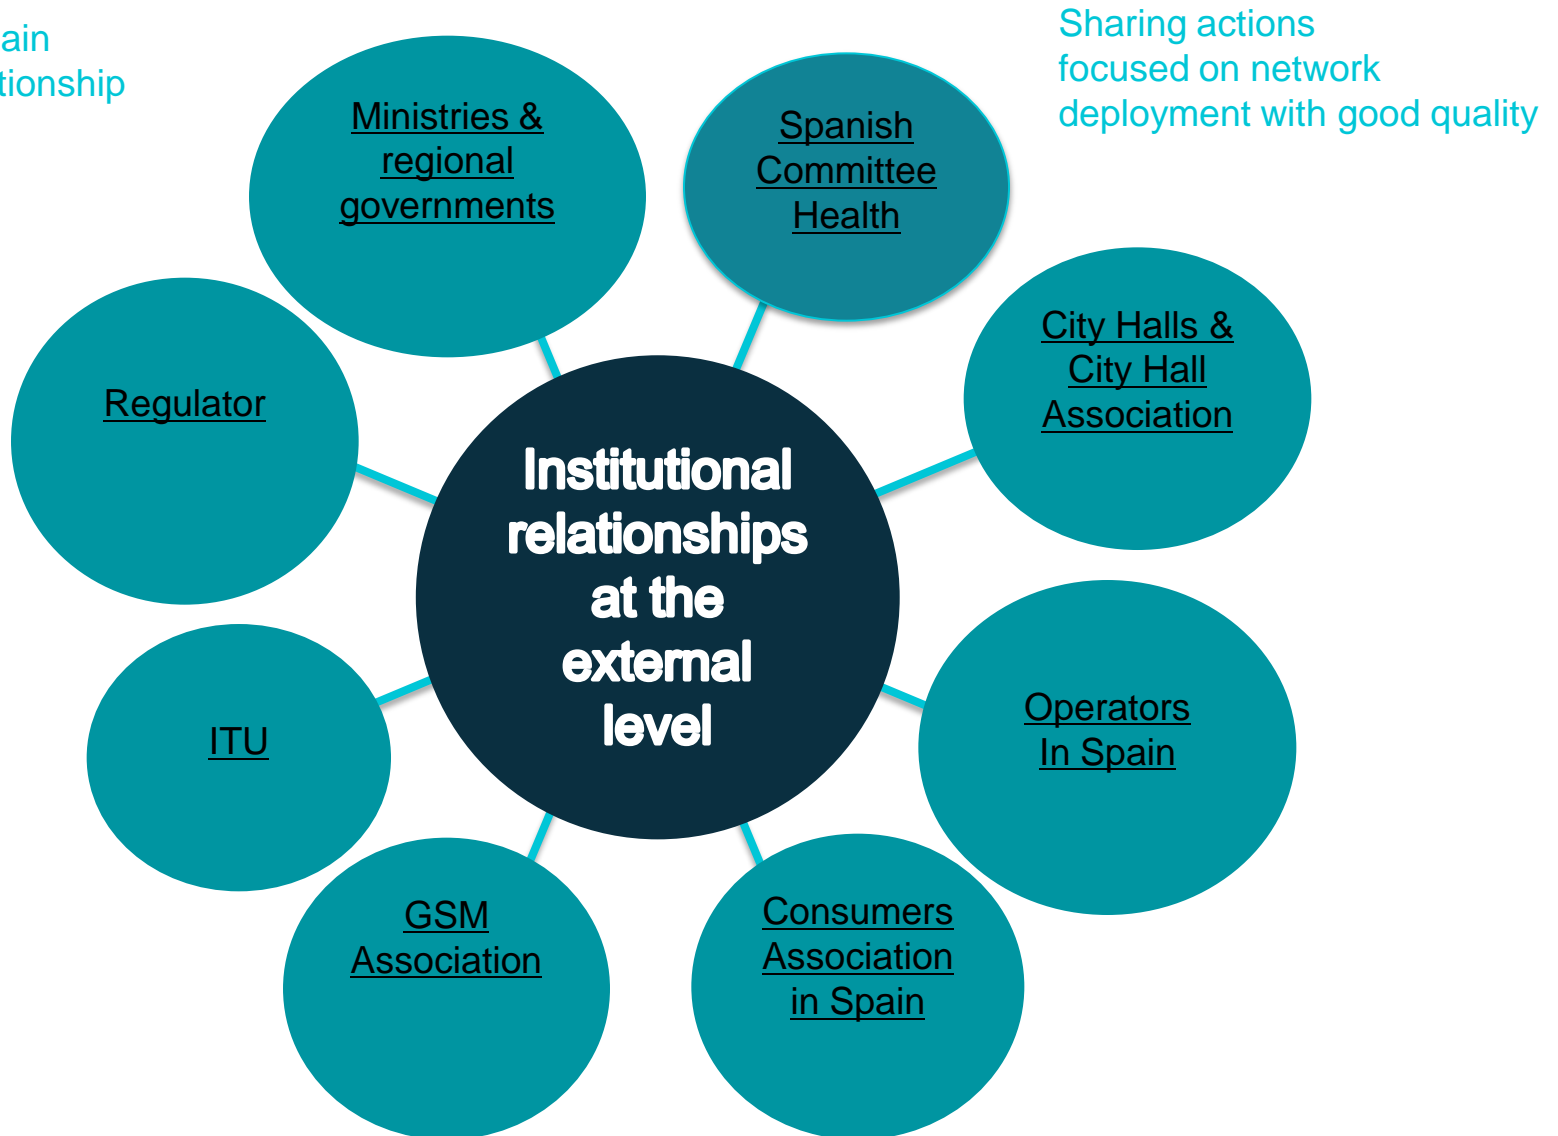 ain
tionship
Sharing actions
focused on network
deployment with good quality
Ministries &
regional
governments
Spanish
Committee
Health
City Halls &
City Hall
Association
Regulator
Institutional
relationships
at the
external
level
Operators
In Spain
ITU
GSM
Association
Consumers
Association
in Spain